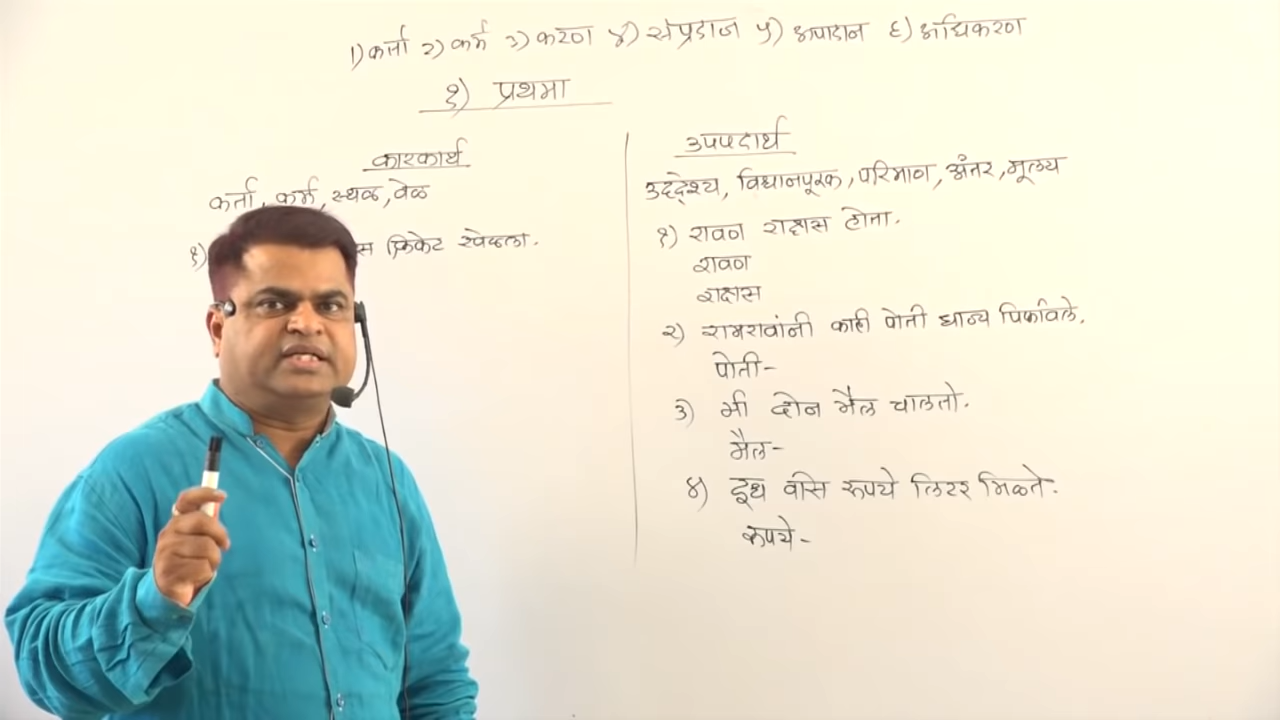 १) कर्ता २) कर्म ३) करण ४) संप्रदान ५) अपादान ६) अधिकरण
१) प्रथमा
कारकार्थ
कर्ता, कर्म, स्थळ, वेळ
१) स क्रिकेट खेळला.
उपपदार्थ
उद्देश्य, विधानपूरक, परिमाण, अंतर, मूल्य
१) रावण राक्षस होता.
रावण
राक्षस
२) रामरावांनी काही पोती धान्य पिकविले.
पोती-
३) मी दोन मैल चालतो.
मैल-
४) दूध वीस रुपये लिटर मिळते.
रुपये-